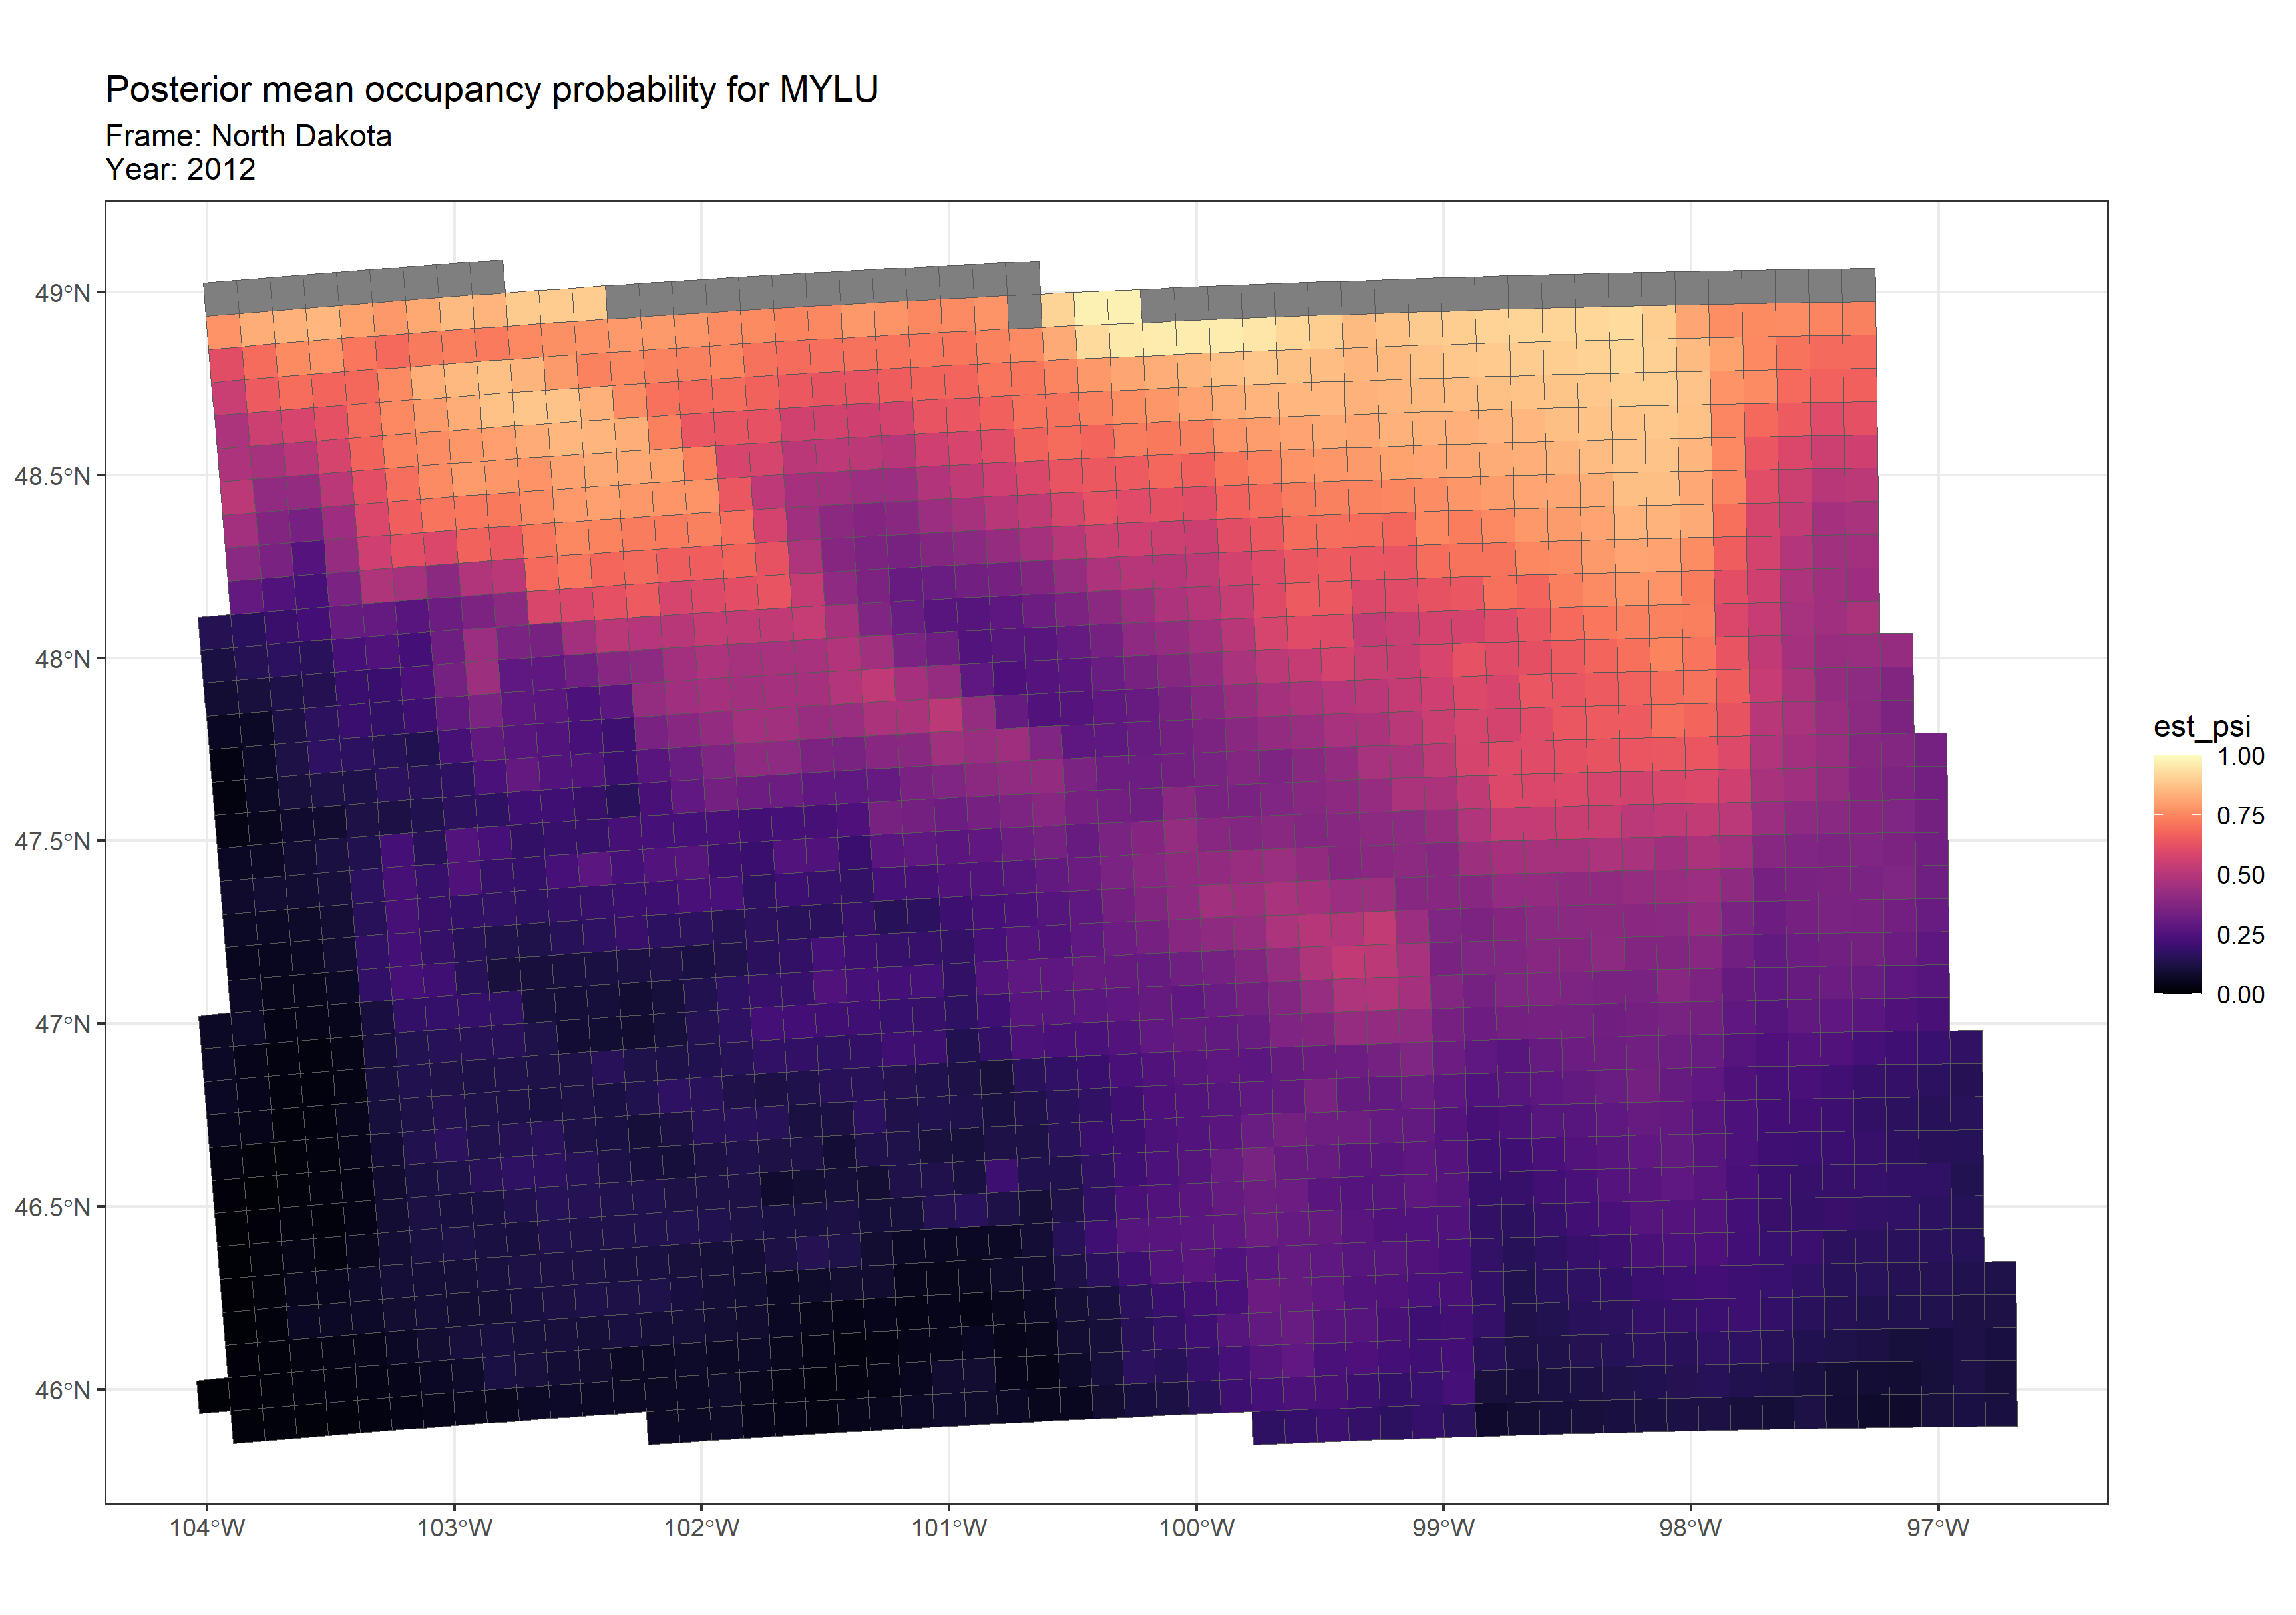 Posterior mean occupancy probability for MYLU
Frame: North Dakota
Year: 2012
49°N
48.5°N
48°N
47.5°N
47°N
46.5°N
46°N
104°W
103°W
102°W
101°W
100°W
99°W
98°W
97°W
est_psi
1.00
0.75
0.50
0.25
0.00